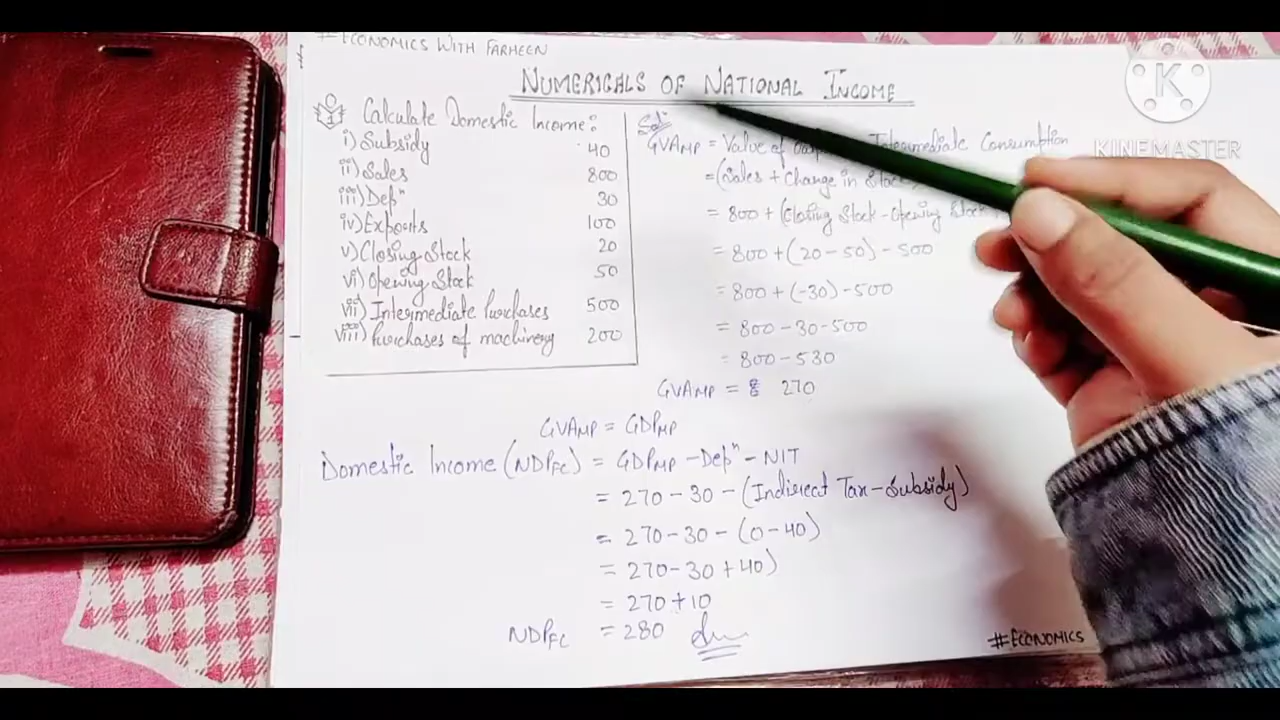 #ECONOMICS WITH FARHEEN
NUMERICALS OF NATIONAL INCOME
Calculate Domestic Income:
i) Subsidy 40
ii) Sales 800
iii) Depⁿ 30
iv) Exports 100
v) Closing Stock 20
vi) Opening Stock 50
vii) Intermediate Purchases 500
viii) Purchases of machinery 200
Solⁿ
GVAMP = Value of Intermediate Consumption
= (Sales + Change in Stock
= 800 + (Closing Stock - Opening Stock
= 800 + (20 - 50) - 500
= 800 + (-30) - 500
= 800 - 30 - 500
= 800 - 530
GVAMP = 270
GVAMP = GDPMP
Domestic Income (NDPFC) = GDPMP - Depⁿ - NIT
= 270 - 30 - (Indirect Tax - Subsidy)
= 270 - 30 - (0 - 40)
= 270 - 30 + 40)
= 270 + 10
NDPFC = 280
#ECONOMICS
K
KINEMASTER